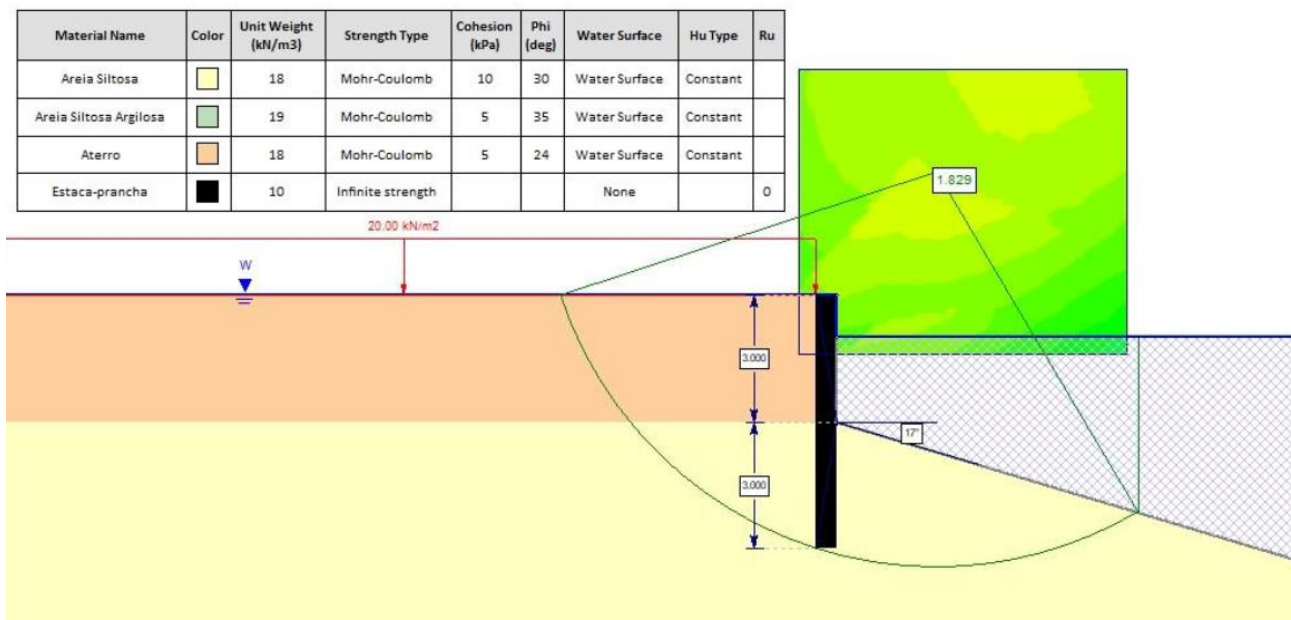 Material Name Color Unit Weight (kN/m3) Strength Type Cohesion (kPa) Phi (deg) Water Surface Hu Type Ru
Areia Siltosa 18 Mohr-Coulomb 10 30 Water Surface Constant
Areia Siltosa Argilosa 19 Mohr-Coulomb 5 35 Water Surface Constant
Aterro 18 Mohr-Coulomb 5 24 Water Surface Constant
Estaca-prancha 10 Infinite strength None 0
1.829
20.00 kN/m2
W
3.000
17°
3.000